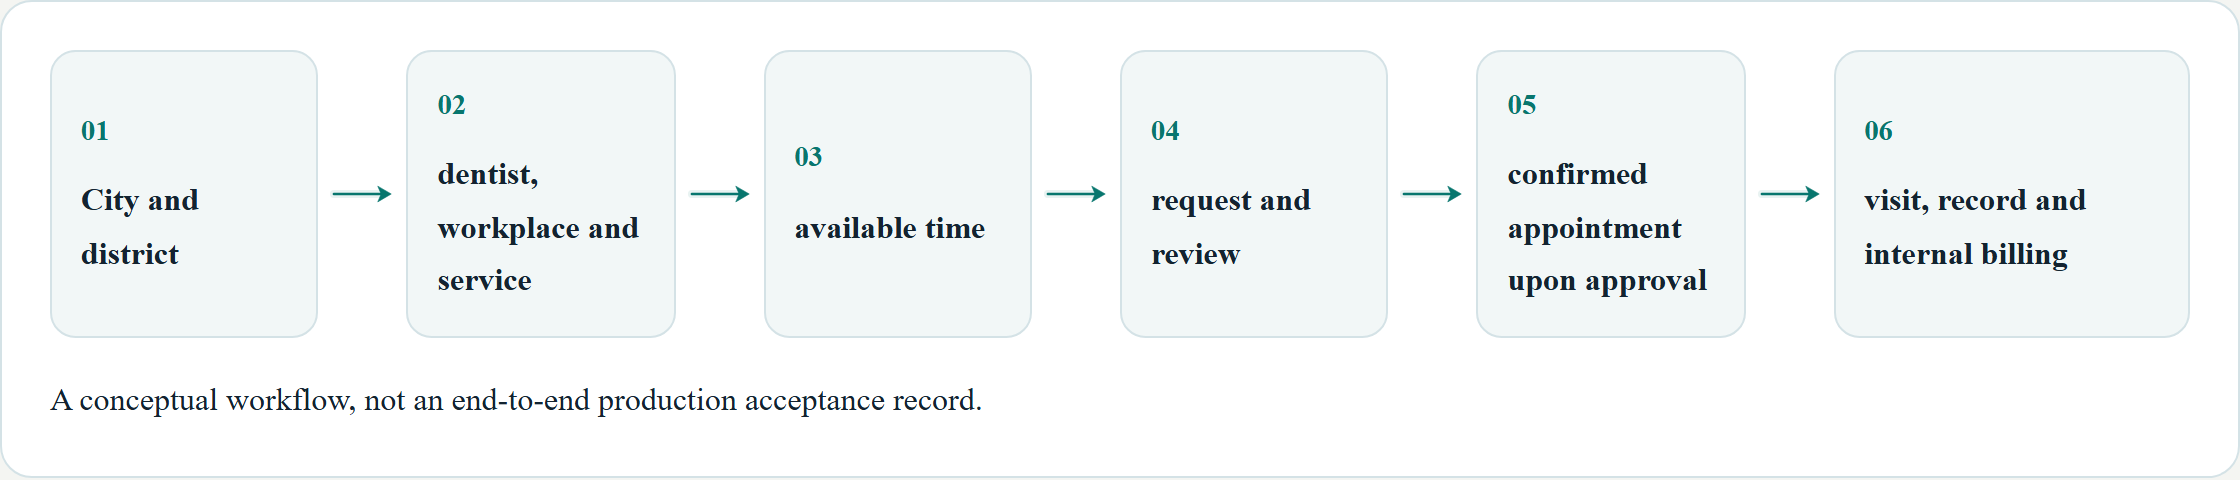 01
City and
district
02
dentist,
workplace and
service
03
available time
04
request and
review
05
confirmed
appointment
upon approval
06
visit, record and
internal billing
A conceptual workflow, not an end-to-end production acceptance record.